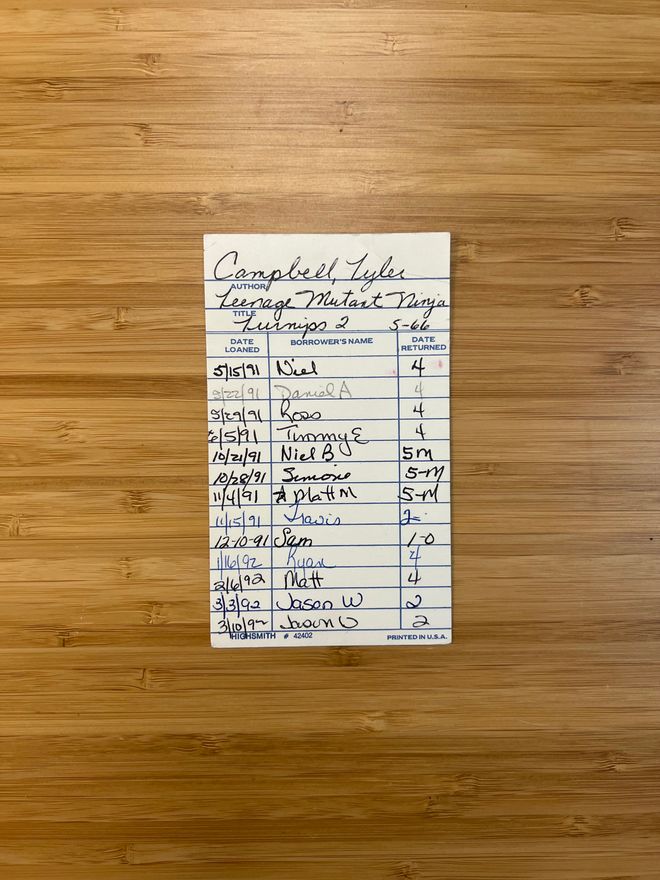 Campbell, Tyler
AUTHOR
Teenage Mutant Ninja
TITLE
Turnips 2 S-66
DATE LOANED BORROWER'S NAME DATE RETURNED
5/15/91 Niel 4
5/22/91 Daniel A 4
5/29/91 Ross 4
6/5/91 Timmy E 4
10/21/91 Niel B 5M
10/28/91 Simone 5-M
11/4/91 Matt M 5-M
11/15/91 Travis 2
12-10-91 Sam 1-0
1/16/92 Ryan 4
2/6/92 Matt 4
3/3/92 Jason W 2
3/10/92 Jason W 2
HIGHSMITH # 42402 PRINTED IN U.S.A.